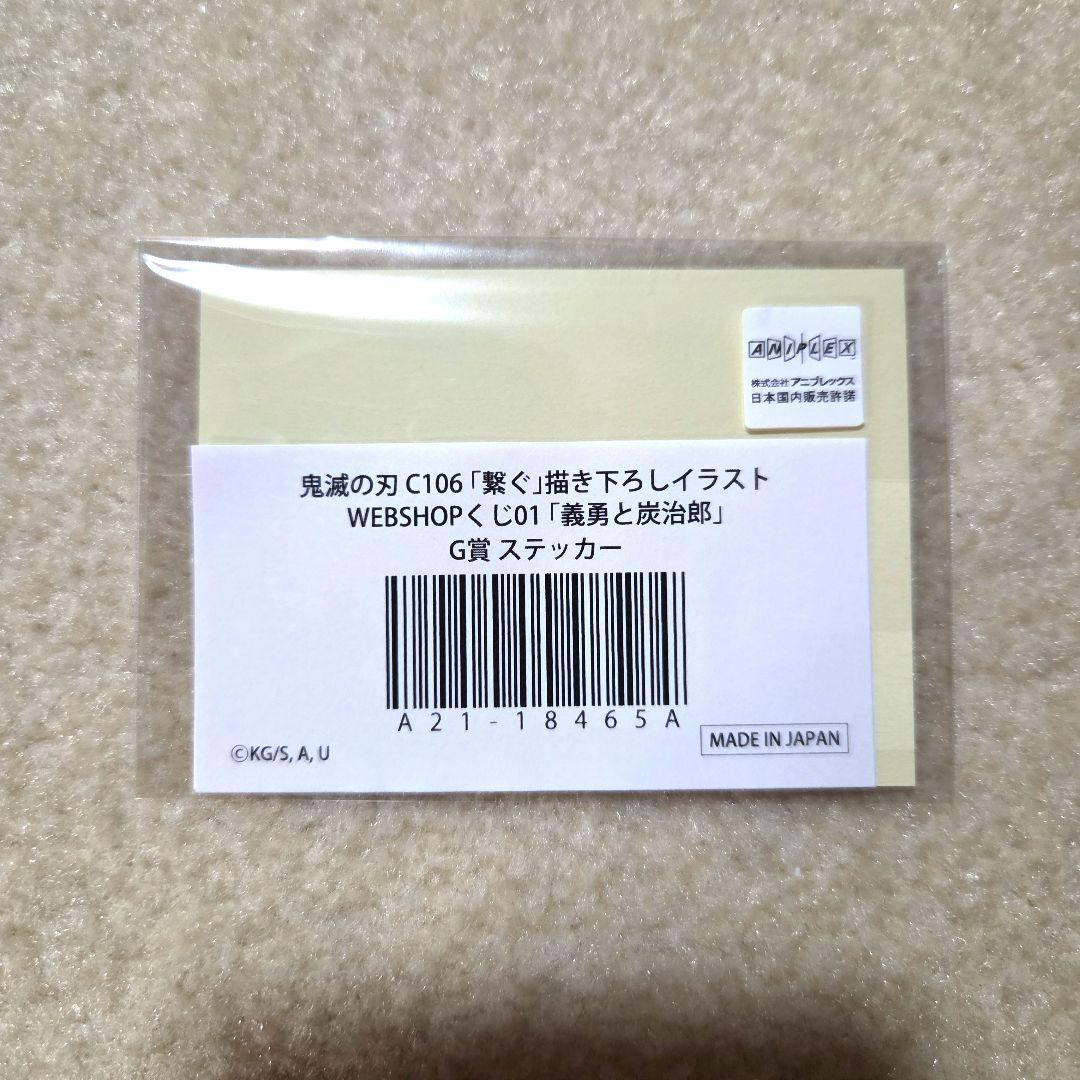 ANIPLEX
株式会社 アニプレックス
日本国内販売許諾
鬼滅の刃 C106「繋ぐ」描き下ろしイラスト
WEBSHOPくじ01「義勇と炭治郎」
G賞 ステッカー
A21-18465A
©KG/S, A, U
MADE IN JAPAN